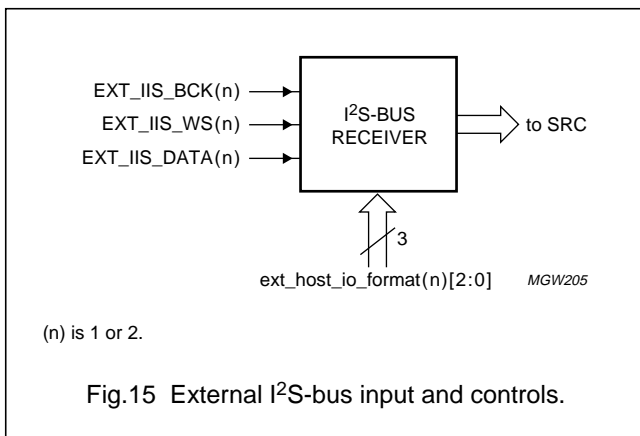 EXT_IIS_BCK(n)
EXT_IIS_WS(n)
EXT_IIS_DATA(n)
I2S-BUS
RECEIVER
to SRC
3
ext_host_io_format(n)[2:0]
MGW205
(n) is 1 or 2.
Fig.15 External I2S-bus input and controls.